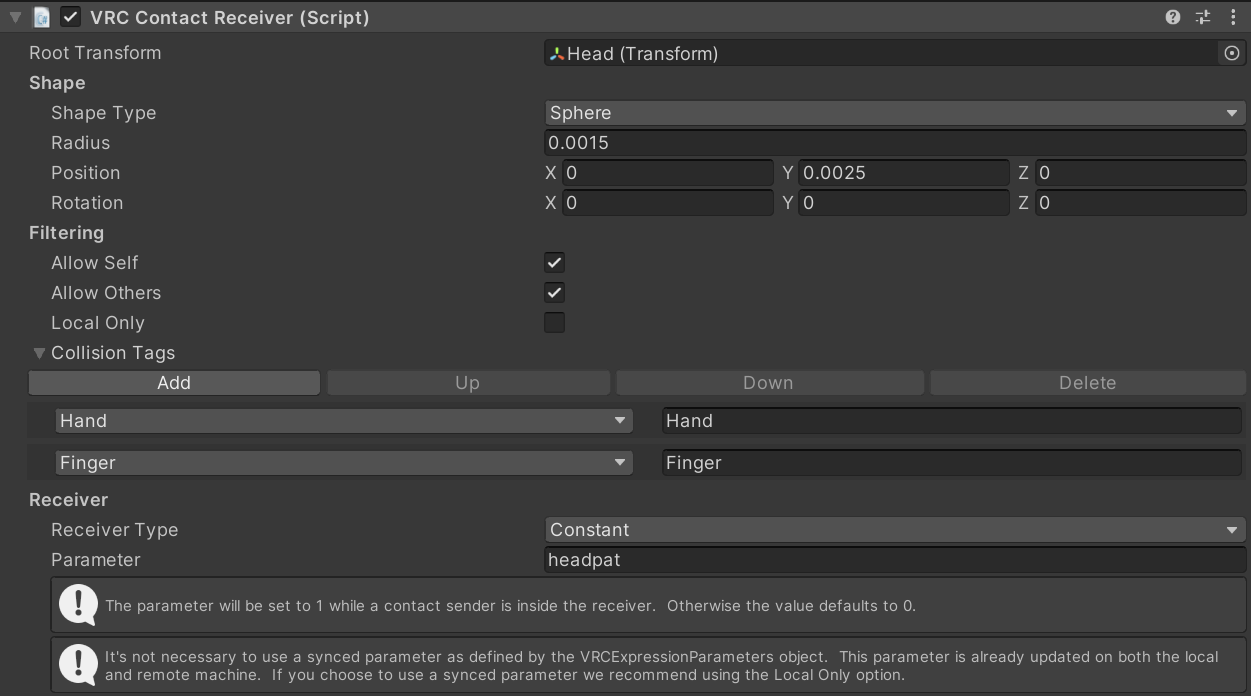 VRC Contact Receiver (Script)
Root Transform Head (Transform)
Shape
Shape Type Sphere
Radius 0.0015
Position X 0 Y 0.0025 Z 0
Rotation X 0 Y 0 Z 0
Filtering
Allow Self
Allow Others
Local Only
Collision Tags
Add Up Down Delete
Hand Hand
Finger Finger
Receiver
Receiver Type Constant
Parameter headpat
The parameter will be set to 1 while a contact sender is inside the receiver.  Otherwise the value defaults to 0.
It's not necessary to use a synced parameter as defined by the VRCExpressionParameters object.  This parameter is already updated on both the local
and remote machine.  If you choose to use a synced parameter we recommend using the Local Only option.